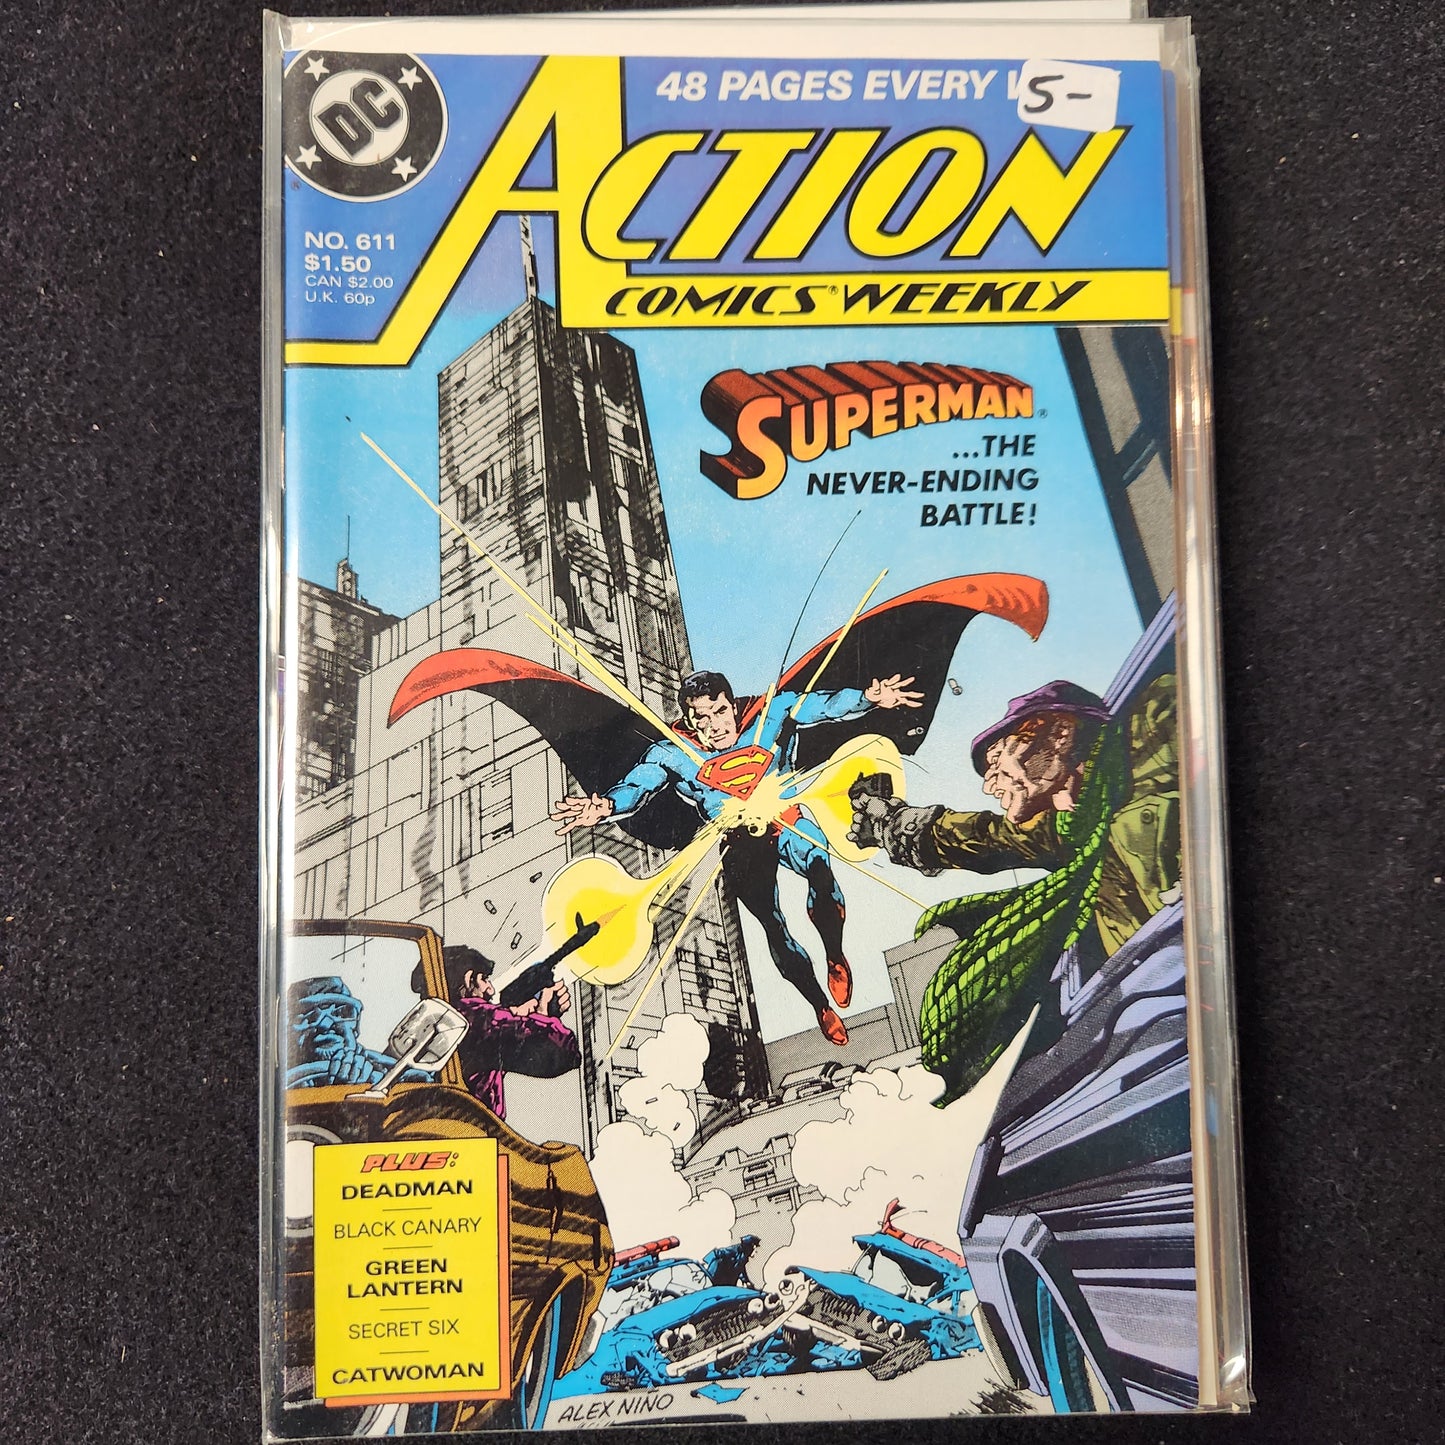 48 PAGES EVERY
5-
DC
ACTION
COMICS® WEEKLY
NO. 611
$1.50
CAN $2.00
U.K. 60p
SUPERMAN®
...THE
NEVER-ENDING
BATTLE!
S
PLUS:
DEADMAN
BLACK CANARY
GREEN
LANTERN
SECRET SIX
CATWOMAN
ALEX NIÑO